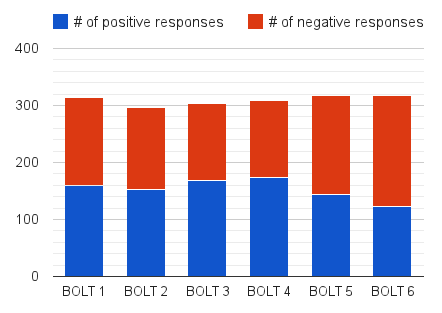 # of positive responses # of negative responses
400
300
200
100
0
BOLT 1 BOLT 2 BOLT 3 BOLT 4 BOLT 5 BOLT 6